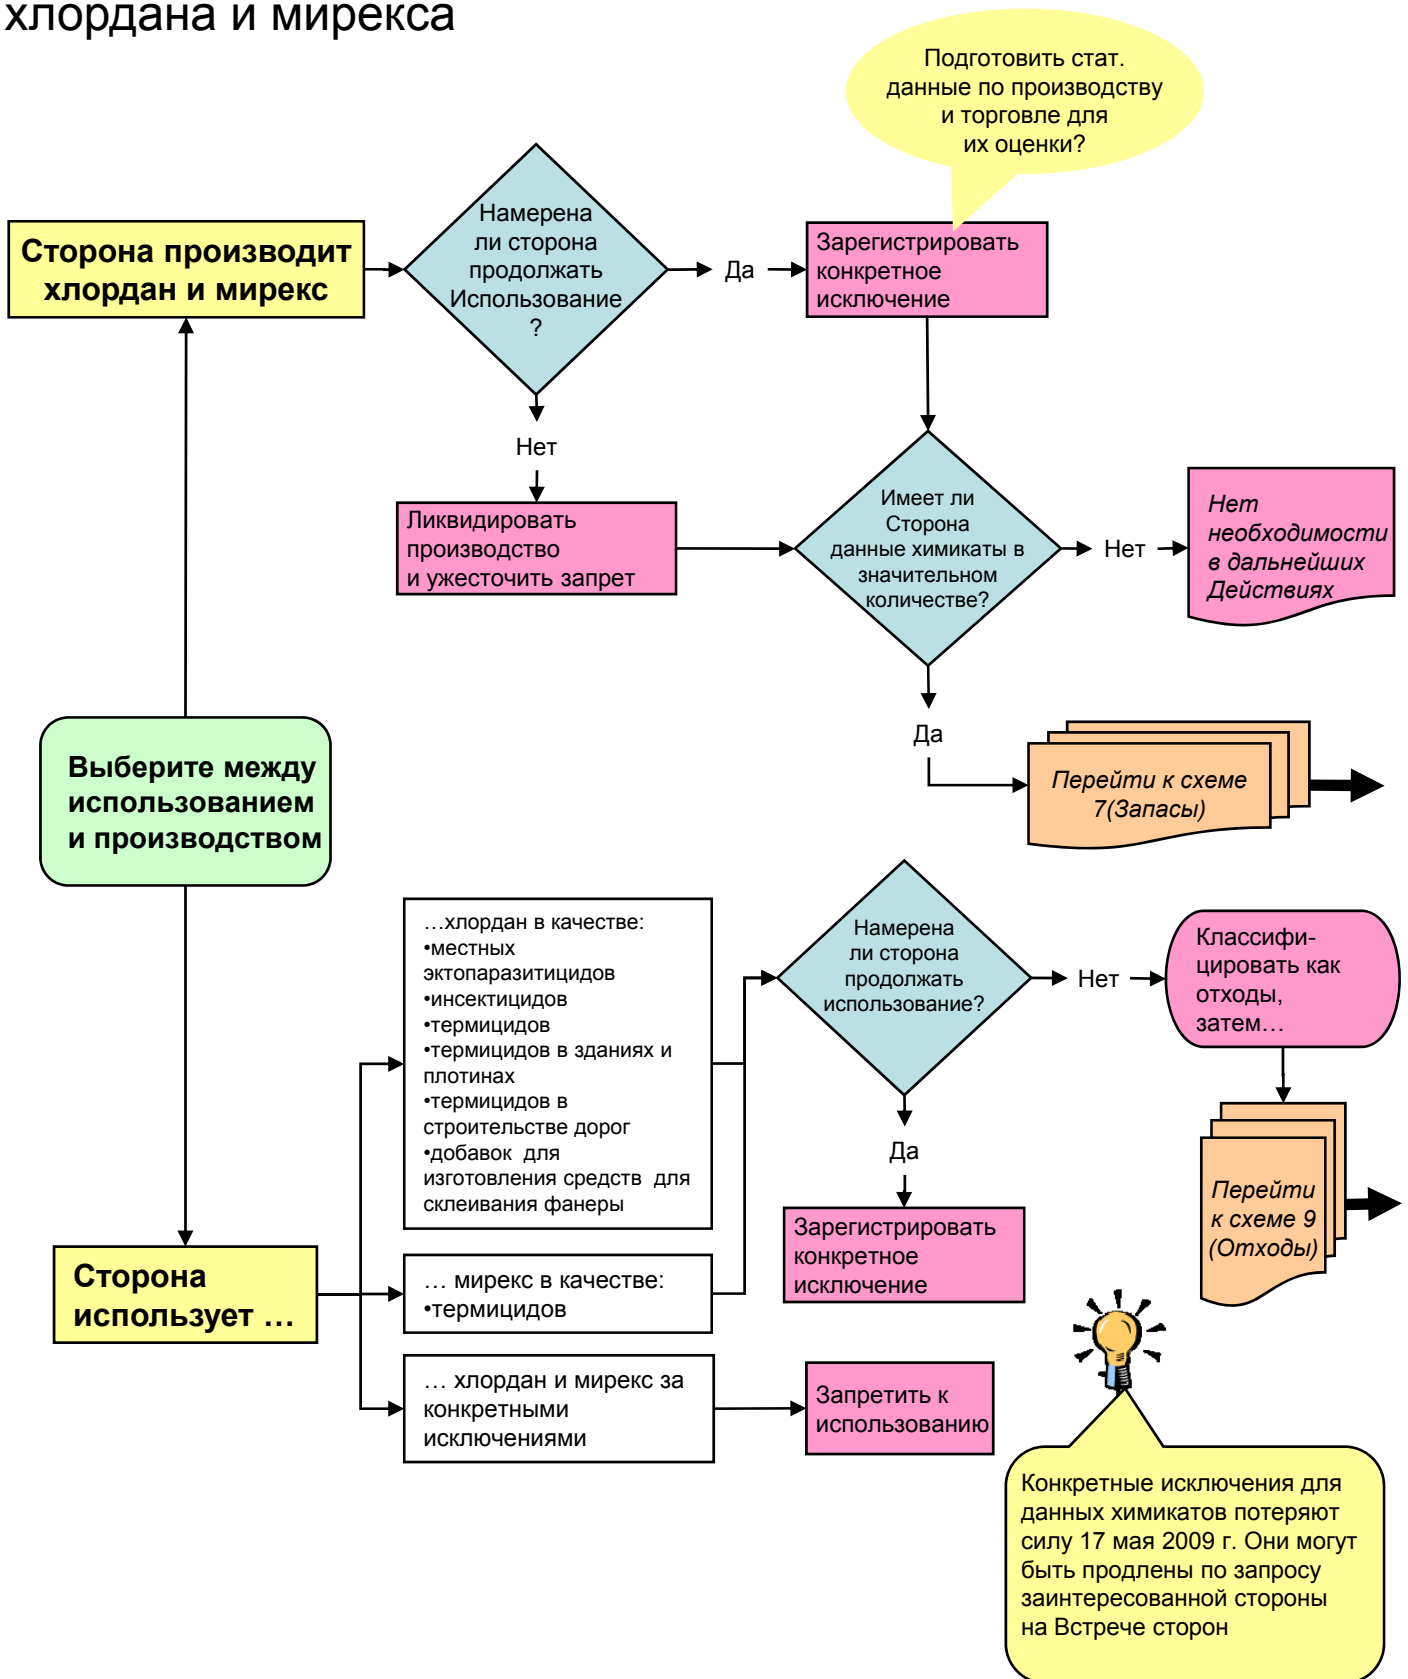 хлордана и мирекса
Подготовить стат.
данные по производству
и торговле для
их оценки?
Сторона производит
хлордан и мирекс
Намерена
ли сторона
продолжать
Использование
?
Да
Зарегистрировать
конкретное
исключение
Нет
Ликвидировать
производство
и ужесточить запрет
Имеет ли
Сторона
данные химикаты в
значительном
количестве?
Нет
Нет
необходимости
в дальнейших
Действиях
Да
Перейти к схеме
7(Запасы)
Выберите между
использованием
и производством
…хлордан в качестве:
•местных
эктопаразитицидов
•инсектицидов
•термицидов
•термицидов в зданиях и
плотинах
•термицидов в
строительстве дорог
•добавок для
изготовления средств для
склеивания фанеры
Намерена
ли сторона
продолжать
использование?
Нет
Классифи-
цировать как
отходы,
затем…
Да
Зарегистрировать
конкретное
исключение
Перейти
к схеме 9
(Отходы)
Сторона
использует …
… мирекс в качестве:
•термицидов
… хлордан и мирекс за
конкретными
исключениями
Запретить к
использованию
Конкретные исключения для
данных химикатов потеряют
силу 17 мая 2009 г. Они могут
быть продлены по запросу
заинтересованной стороны
на Встрече сторон